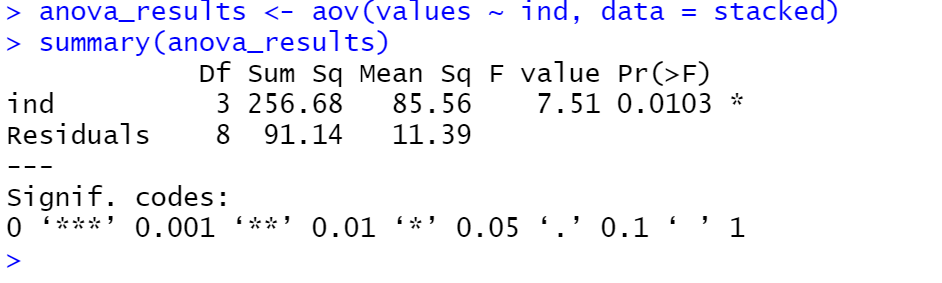 > anova_results <- aov(values ~ ind, data = stacked)
> summary(anova_results)
            Df Sum Sq Mean Sq F value Pr(>F)
ind          3 256.68   85.56    7.51 0.0103 *
Residuals    8  91.14   11.39
---
Signif. codes:
0 ‘***’ 0.001 ‘**’ 0.01 ‘*’ 0.05 ‘.’ 0.1 ‘ ’ 1
>